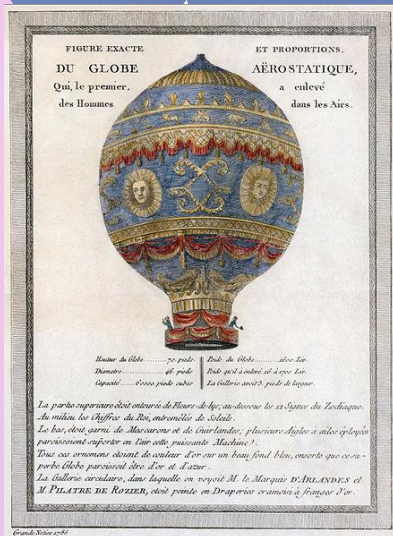 FIGURE EXACTE ET PROPORTIONS,
DU GLOBE AËROSTATIQUE,
Qui, le premier, a enlevé
des Hommes dans les Airs.
Hauteur du Globe..........70. pieds.
Diametre..........46. pieds
Capacité......60000 pieds cubes
Poids du Globe..........1600 Liv.
Poids qu'il a enlevé 16 à 1700 Liv.
La Gallerie avoit 3. pieds de largeur.
La partie superieure étoit entourée de Fleurs-de-lys, au-dessous les 12 Signes du Zodiaque.
Au milieu les Chiffres du Roi, entremêlés de Soleils.
Le bas, étoit garni de Mascarons et de Guirlandes; plusieurs Aigles à ailes éployées
paroissoient suporter en l'air cette puissante Machine.
Tous ces ornemens étoient de couleur d'or sur un beau fond bleu, ensorte que ce su-
perbe Globe paroissoit être d'or et d'azur.
La Gallerie circulaire, dans laquelle on voyoit M. le Marquis D'ARLANDES et
M. PILATRE DE ROZIER, étoit peinte en Draperies cramoisi à franges d'or.
Grande Notice 1786